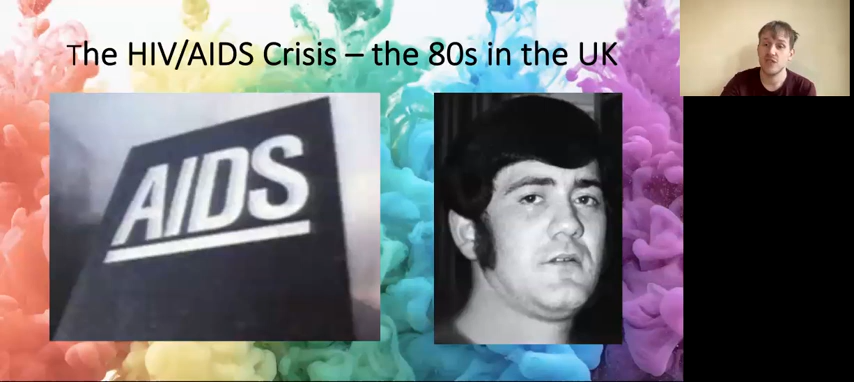 The HIV/AIDS Crisis – the 80s in the UK
AIDS